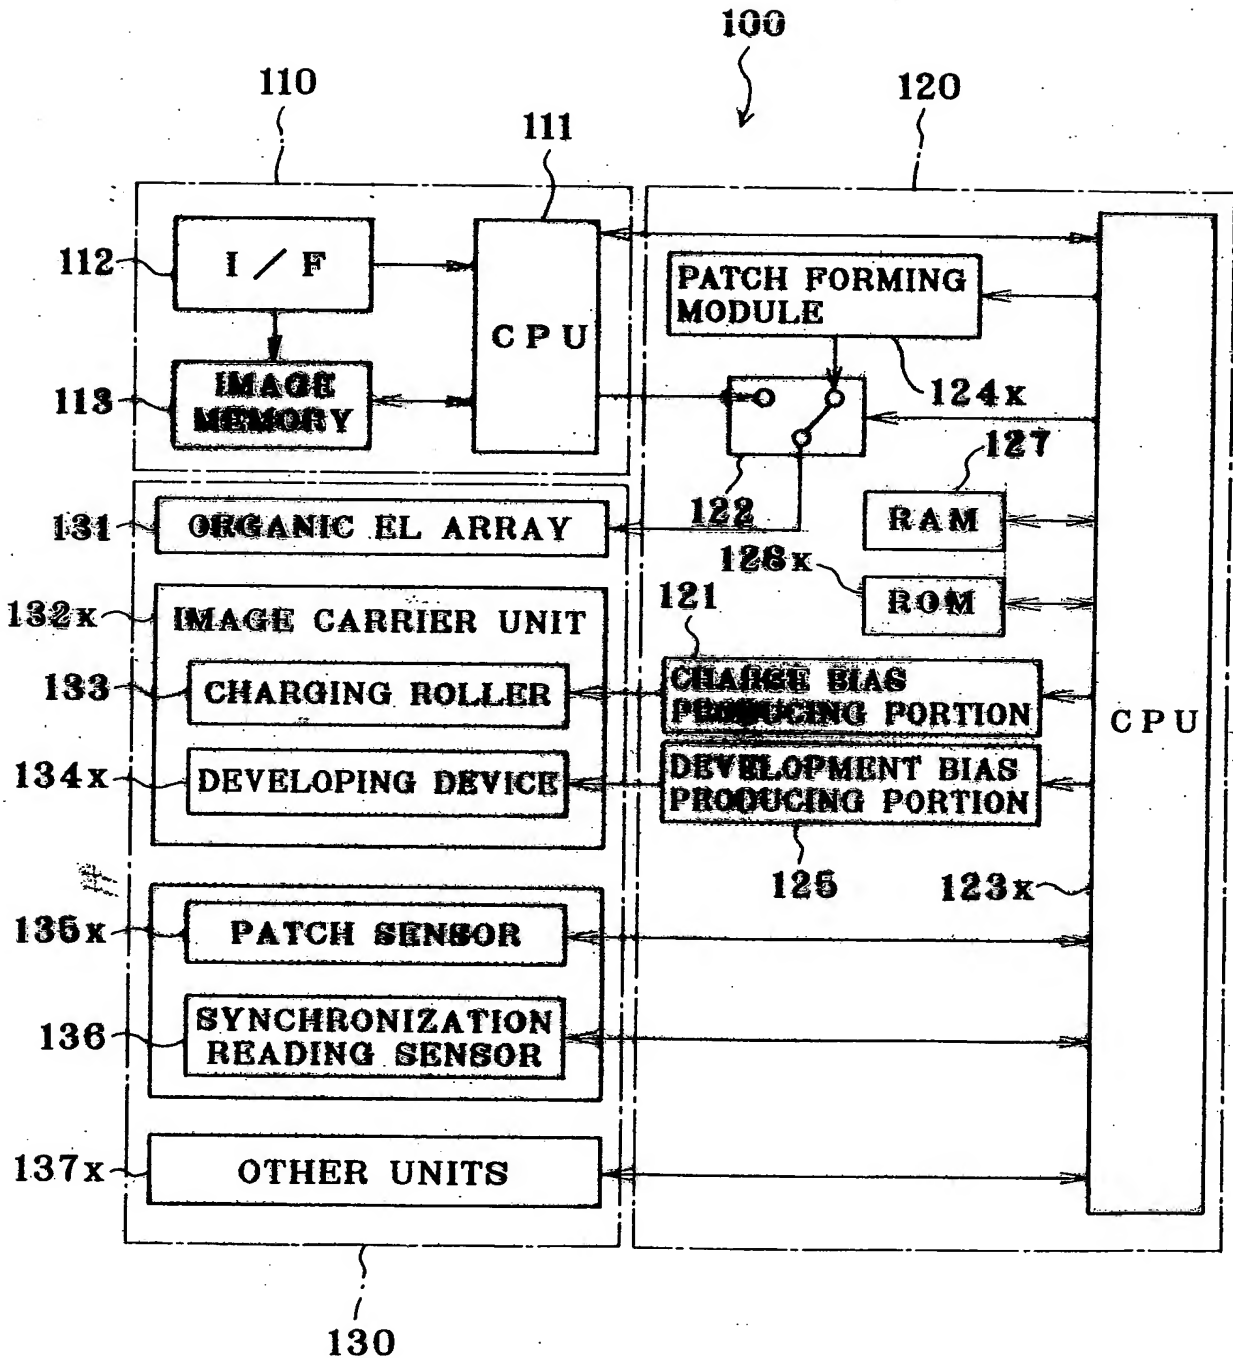 100
110
120
111
112
I / F
CPU
PATCH FORMING
MODULE
113
IMAGE
MEMORY
124x
127
122
131
ORGANIC EL ARRAY
RAM
126x
ROM
132x
IMAGE CARRIER UNIT
121
133
CHARGING ROLLER
CHARGE BIAS
PRODUCING PORTION
CPU
134x
DEVELOPING DEVICE
DEVELOPMENT BIAS
PRODUCING PORTION
125
123x
135x
PATCH SENSOR
136
SYNCHRONIZATION
READING SENSOR
137x
OTHER UNITS
130